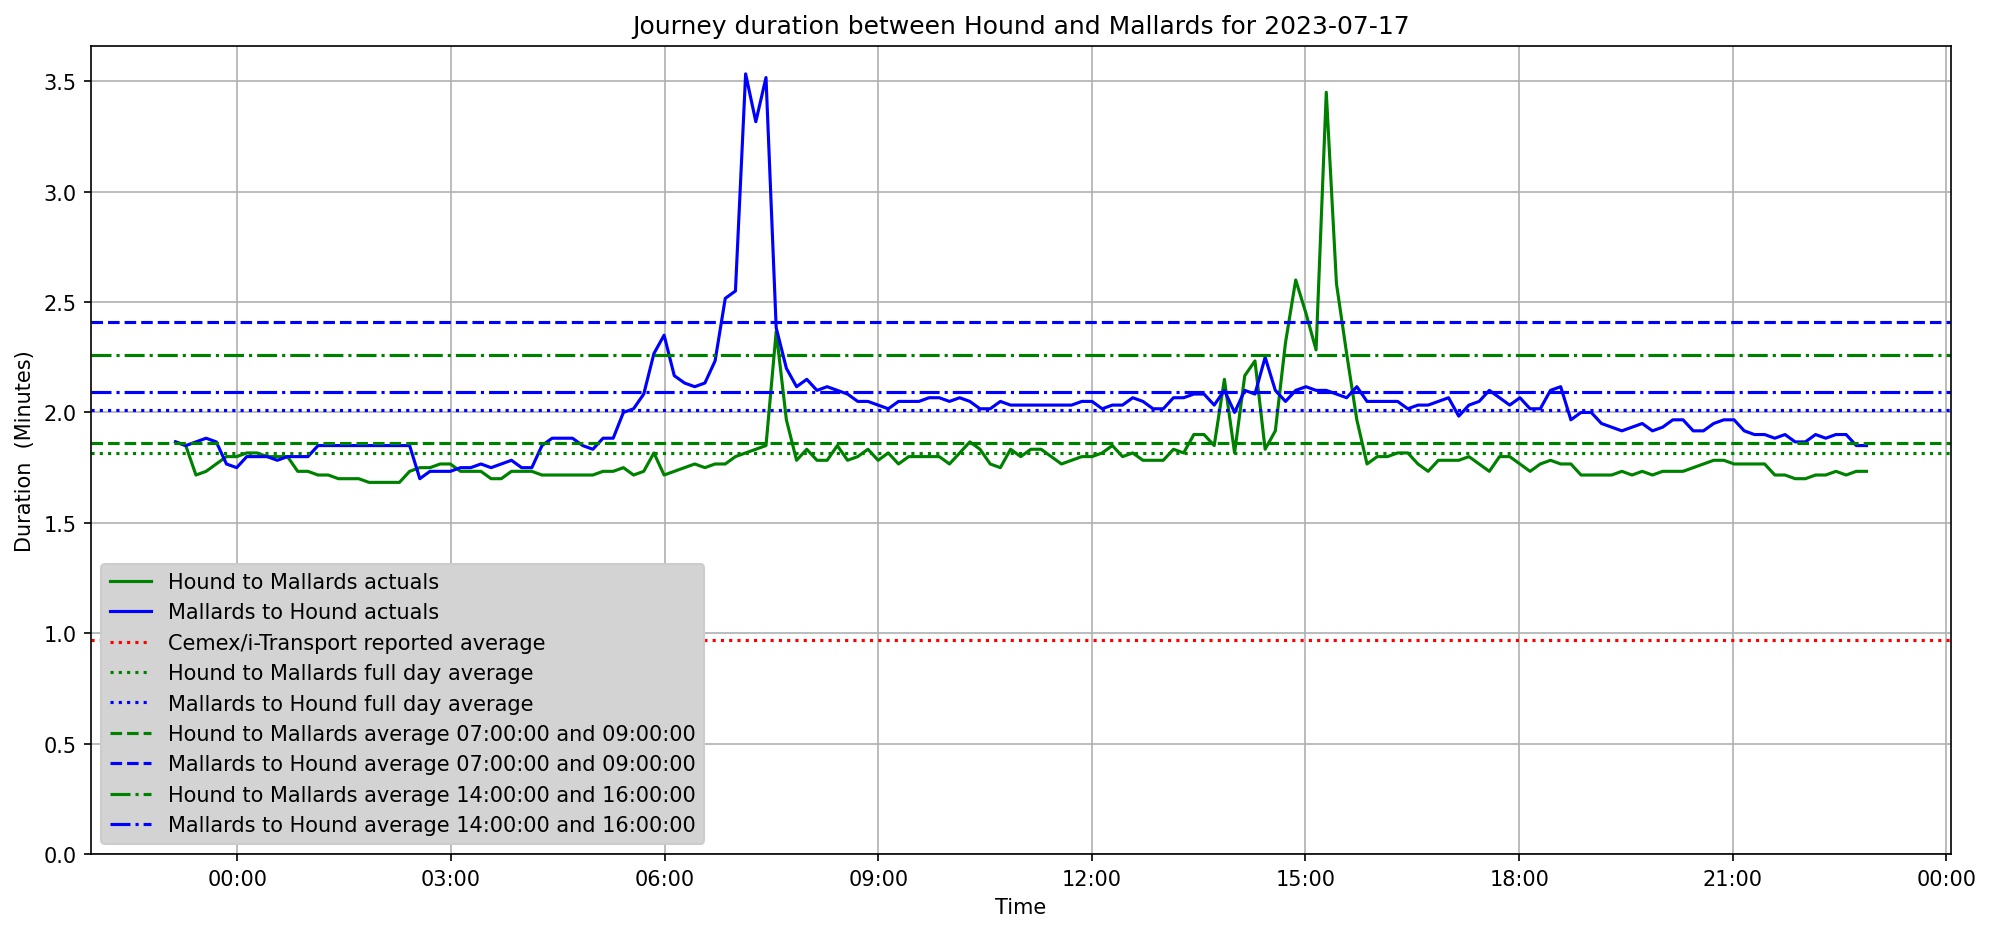 Journey duration between Hound and Mallards for 2023-07-17
Duration  (Minutes)
3.5
3.0
2.5
2.0
1.5
1.0
0.5
0.0
Hound to Mallards actuals
Mallards to Hound actuals
Cemex/i-Transport reported average
Hound to Mallards full day average
Mallards to Hound full day average
Hound to Mallards average 07:00:00 and 09:00:00
Mallards to Hound average 07:00:00 and 09:00:00
Hound to Mallards average 14:00:00 and 16:00:00
Mallards to Hound average 14:00:00 and 16:00:00
00:00 03:00 06:00 09:00 12:00 15:00 18:00 21:00 00:00
Time